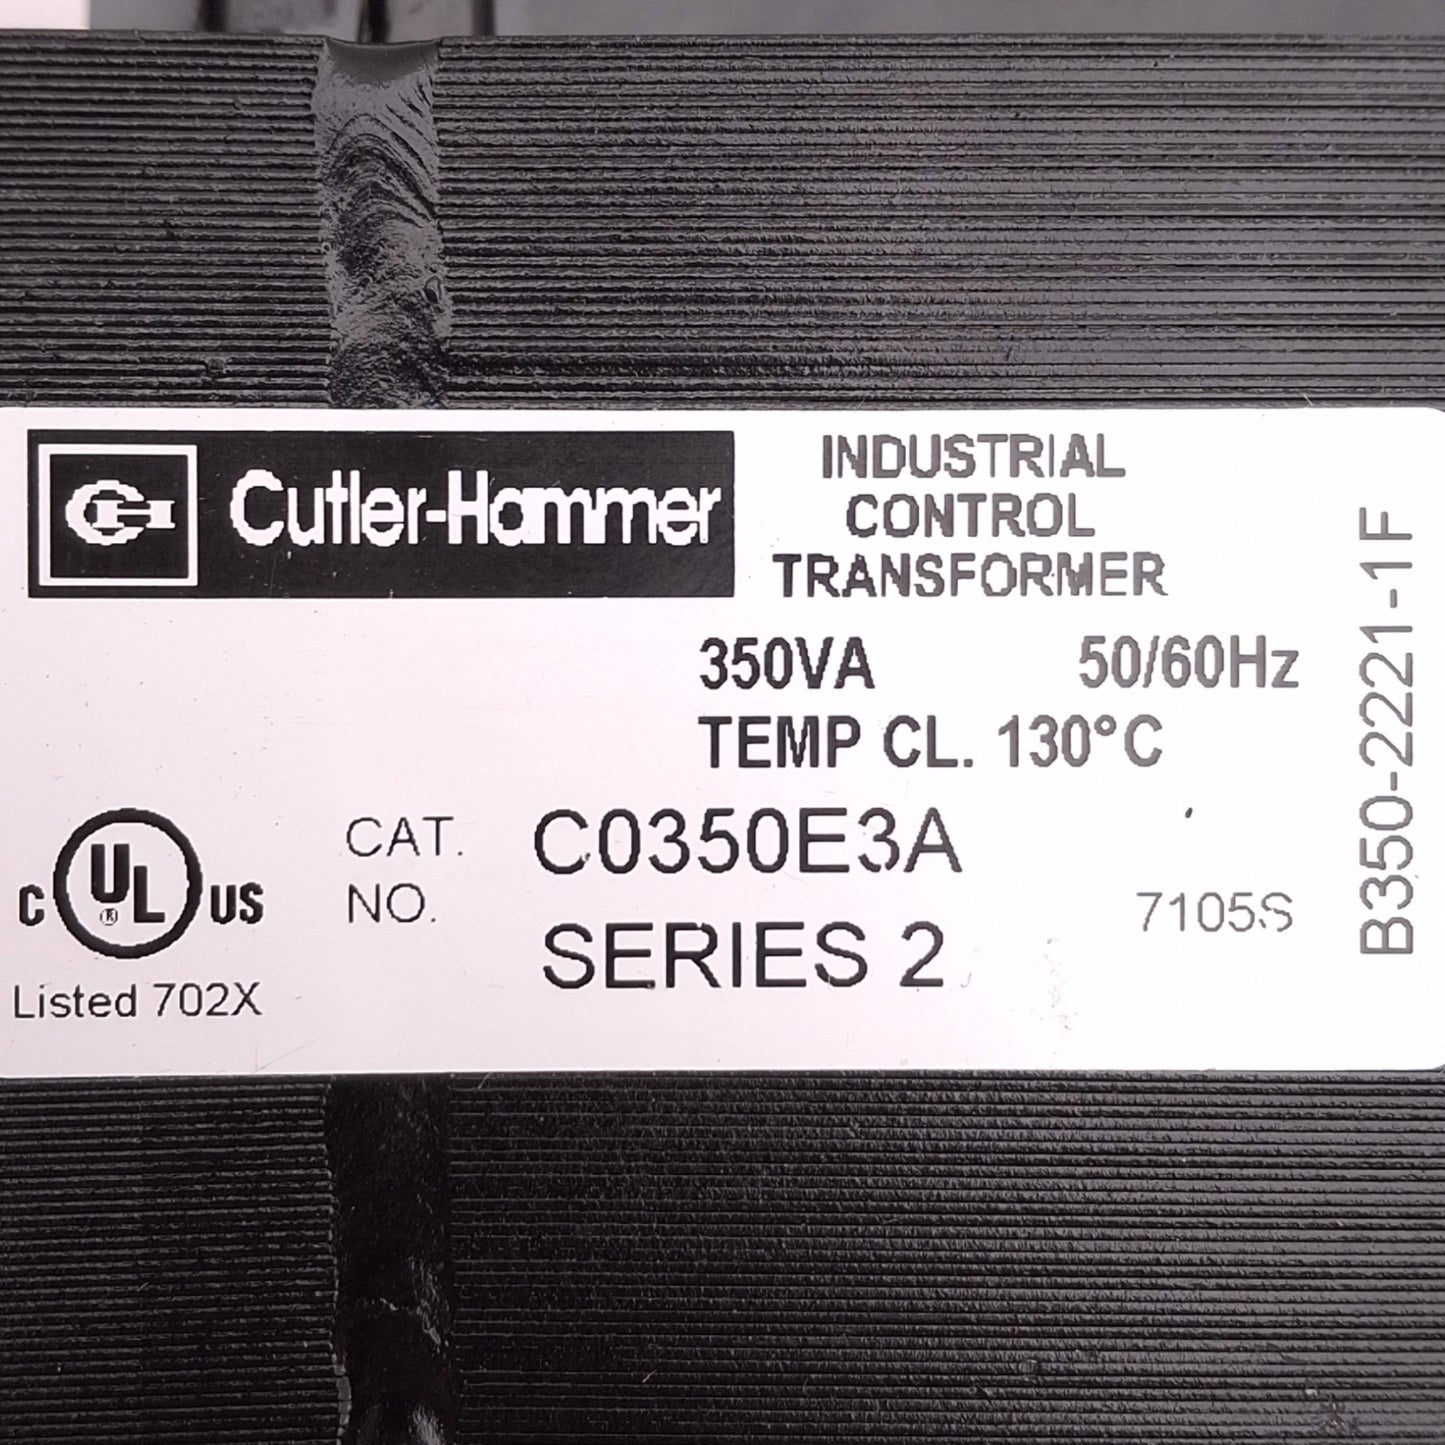 Cutler-Hammer
INDUSTRIAL
CONTROL
TRANSFORMER
350VA 50/60Hz
TEMP CL. 130°C
C UL ® US
Listed 702X
CAT. NO. C0350E3A
SERIES 2
7105S
B350-2221-1F